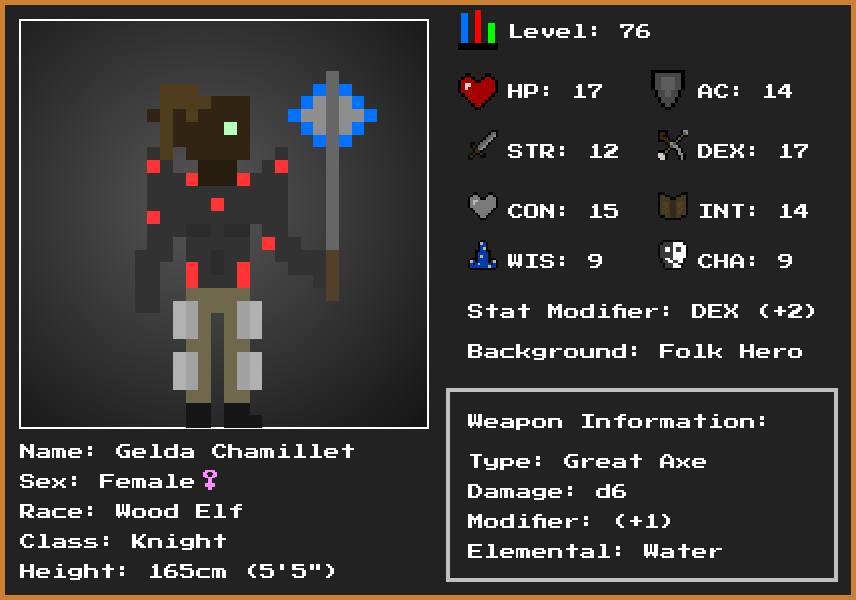 Level: 76
HP: 17
AC: 14
STR: 12
DEX: 17
CON: 15
INT: 14
WIS: 9
CHA: 9
Stat Modifier: DEX (+2)
Background: Folk Hero
Weapon Information:
Type: Great Axe
Damage: d6
Modifier: (+1)
Elemental: Water
Name: Gelda Chamillet
Sex: Female♀
Race: Wood Elf
Class: Knight
Height: 165cm (5'5")